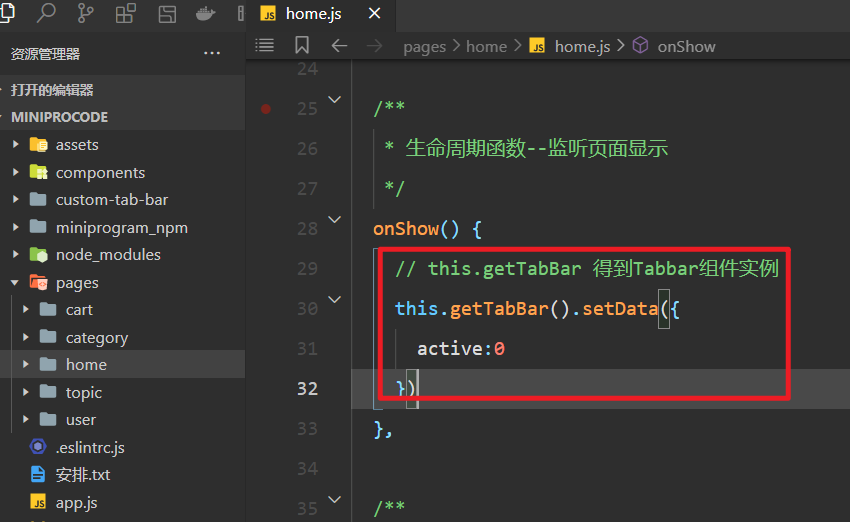 home.js
资源管理器
pages home home.js onShow
打开的编辑器
MINIPROCODE
assets
components
custom-tab-bar
miniprogram_npm
node_modules
pages
cart
category
home
topic
user
.eslintrc.js
安排.txt
app.js
24
25 /**
26 * 生命周期函数--监听页面显示
27 */
28 onShow() {
29 // this.getTabBar 得到Tabbar组件实例
30 this.getTabBar().setData({
31 active:0
32 })
33 },
34
35 /**